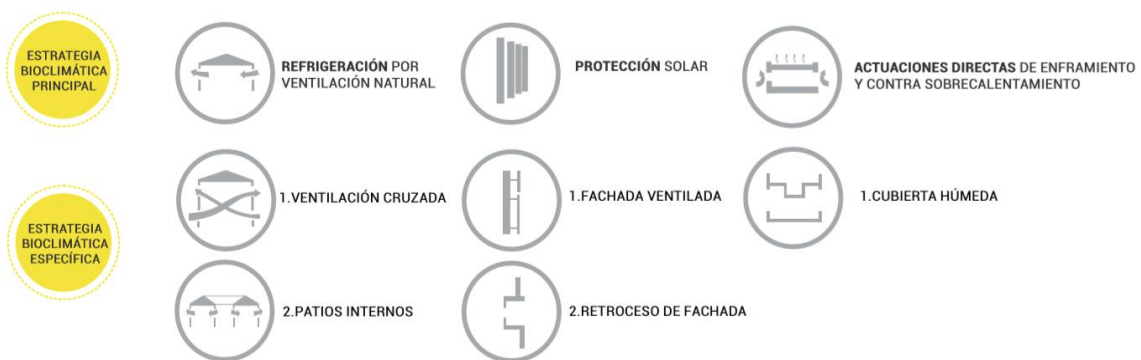 ESTRATEGIA
BIOCLIMÁTICA
PRINCIPAL
REFRIGERACIÓN POR
VENTILACIÓN NATURAL
PROTECCIÓN SOLAR
ACTUACIONES DIRECTAS DE ENFRAMIENTO
Y CONTRA SOBRECALENTAMIENTO
ESTRATEGIA
BIOCLIMÁTICA
ESPECÍFICA
1.VENTILACIÓN CRUZADA
1.FACHADA VENTILADA
1.CUBIERTA HÚMEDA
2.PATIOS INTERNOS
2.RETROCESO DE FACHADA